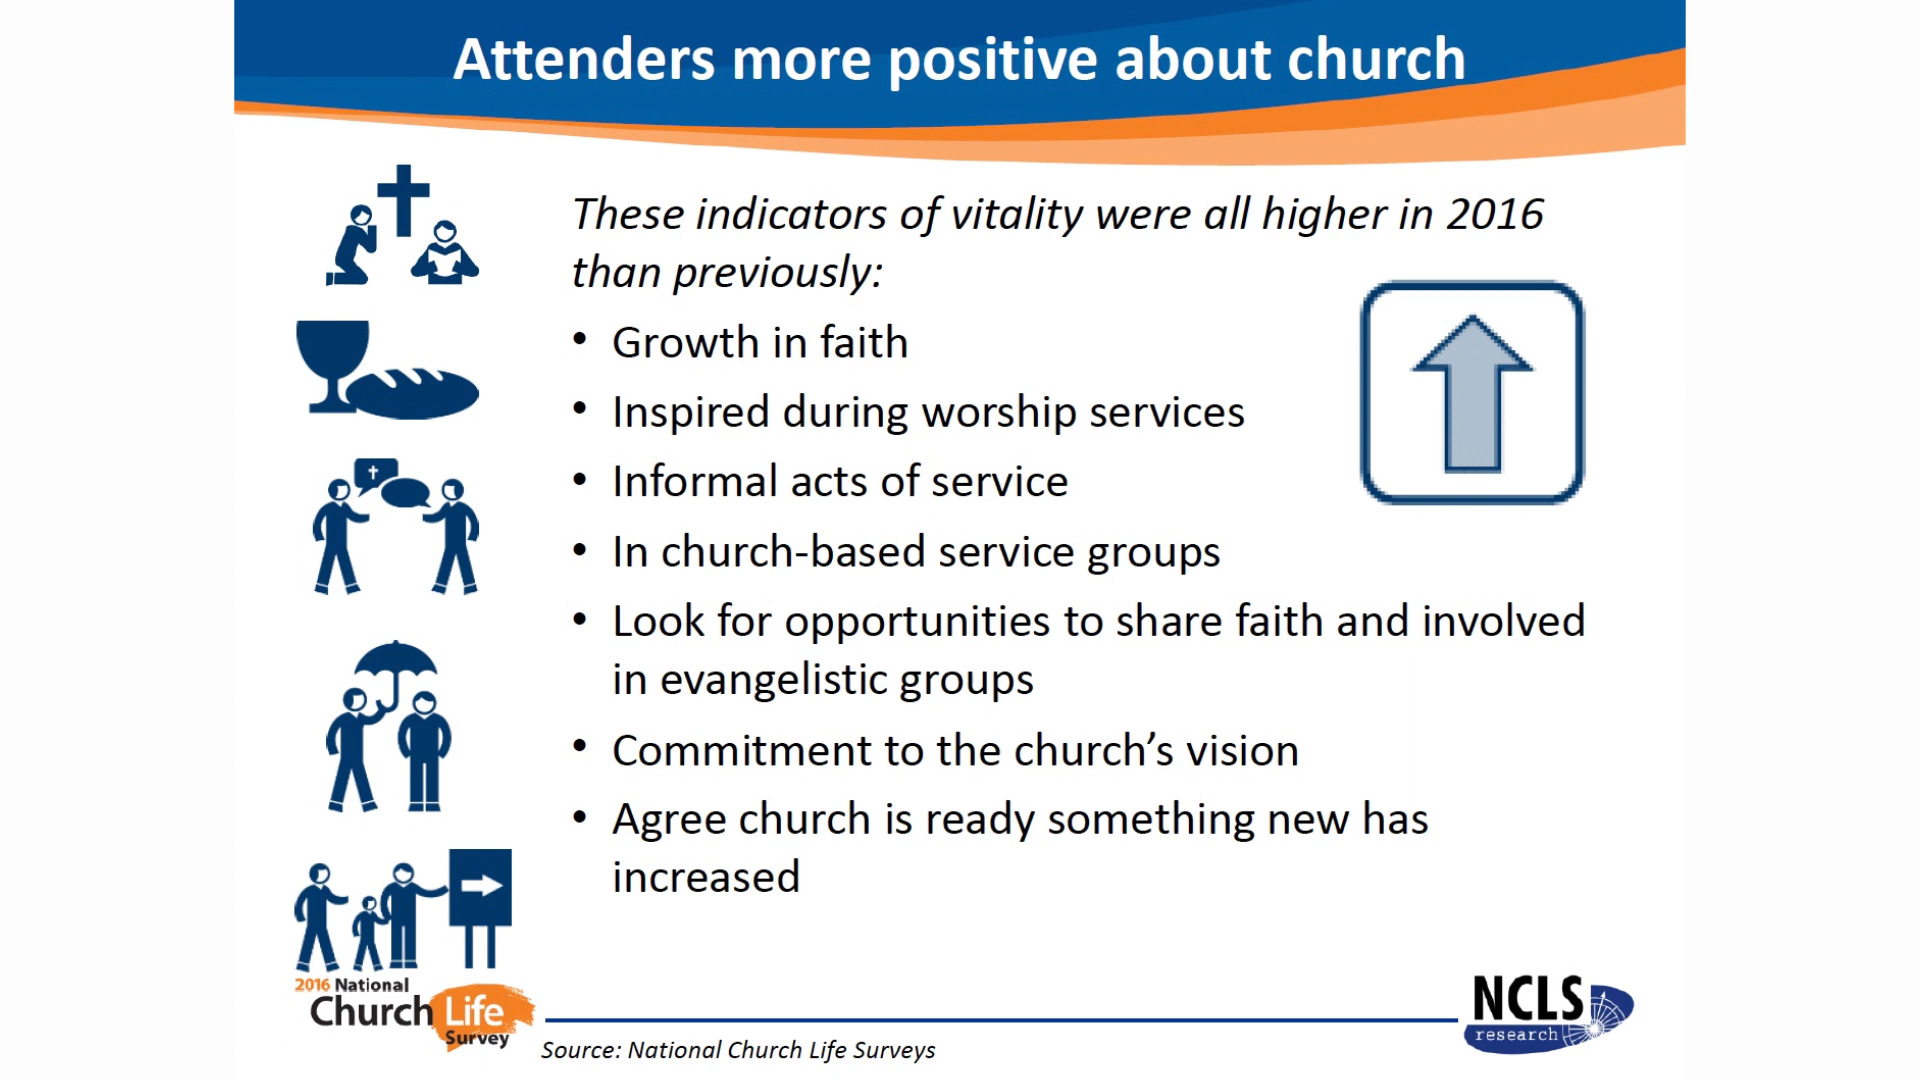 Attenders more positive about church
These indicators of vitality were all higher in 2016
than previously:
• Growth in faith
• Inspired during worship services
• Informal acts of service
• In church-based service groups
• Look for opportunities to share faith and involved
in evangelistic groups
• Commitment to the church’s vision
• Agree church is ready something new has
increased
2016 National
Church Life
Survey
Source: National Church Life Surveys
NCLS
research